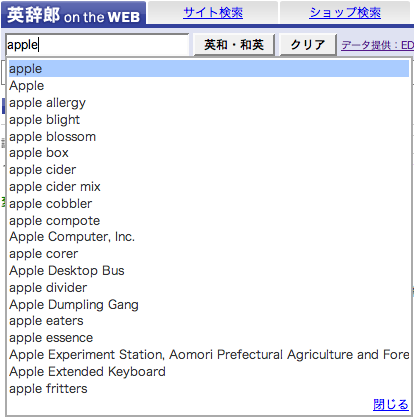 英辞郎 on the WEB サイト検索 ショップ検索
apple 英和・和英 クリア データ提供：ED
apple
Apple
apple allergy
apple blight
apple blossom
apple box
apple cider
apple cider mix
apple cobbler
apple compote
Apple Computer, Inc.
apple corer
Apple Desktop Bus
apple divider
Apple Dumpling Gang
apple eaters
apple essence
Apple Experiment Station, Aomori Prefectural Agriculture and Fore
Apple Extended Keyboard
apple fritters
閉じる